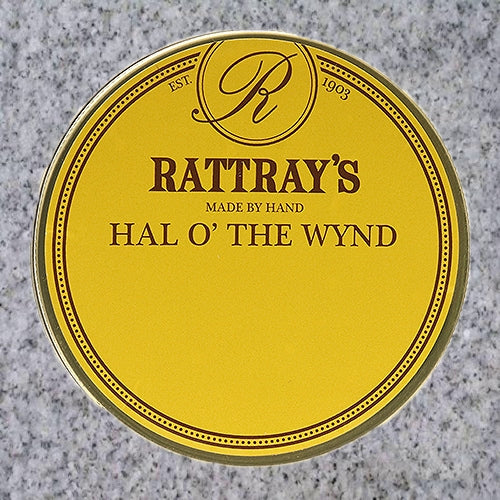 R
EST. 1903
RATTRAY'S
MADE BY HAND
HAL O' THE WYND